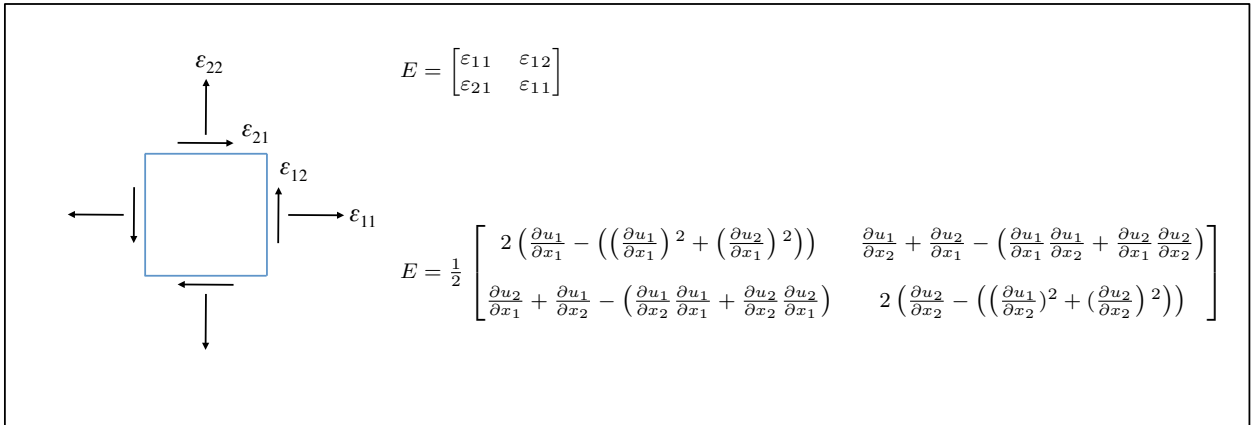 ε₂₂
ε₂₁
ε₁₂
ε₁₁
E = [ε₁₁ ε₁₂
ε₂₁ ε₁₁]
E = 1/2 [2 (∂u₁/∂x₁ − ((∂u₁/∂x₁)² + (∂u₂/∂x₁)²)) ∂u₁/∂x₂ + ∂u₂/∂x₁ − (∂u₁/∂x₁ ∂u₁/∂x₂ + ∂u₂/∂x₁ ∂u₂/∂x₂)
∂u₂/∂x₁ + ∂u₁/∂x₂ − (∂u₁/∂x₂ ∂u₁/∂x₁ + ∂u₂/∂x₂ ∂u₂/∂x₁) 2 (∂u₂/∂x₂ − ((∂u₁/∂x₂)² + (∂u₂/∂x₂)²))]